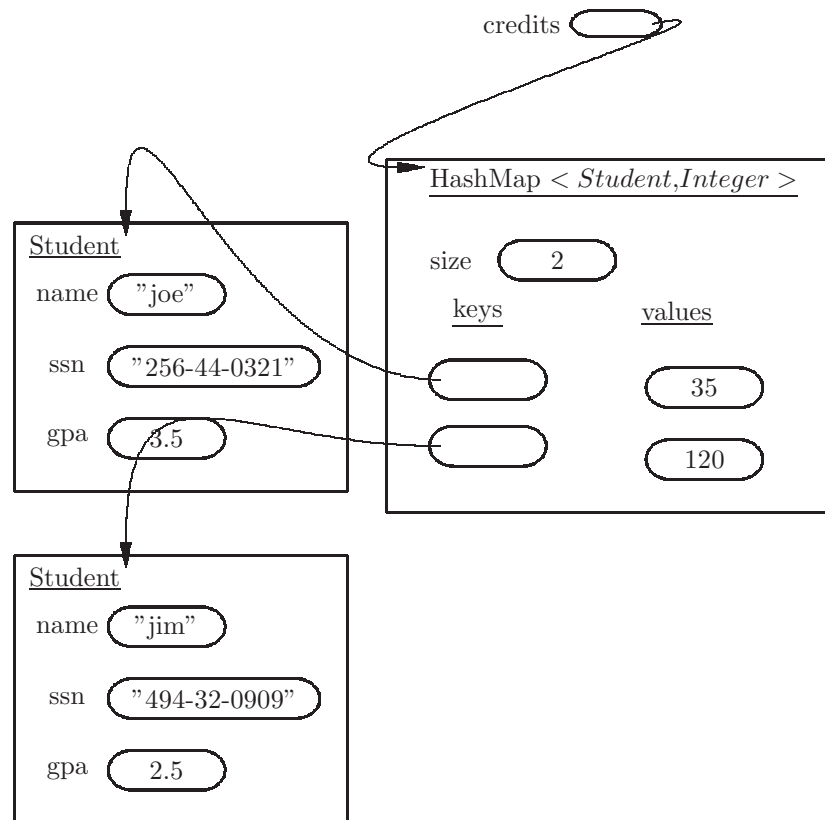 credits
HashMap < Student,Integer >
size 2
keys values
35
120
Student
name "joe"
ssn "256-44-0321"
gpa 3.5
Student
name "jim"
ssn "494-32-0909"
gpa 2.5